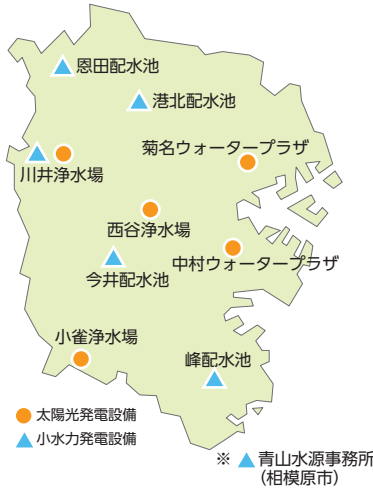 恩田配水池
港北配水池
菊名ウォータープラザ
川井浄水場
西谷浄水場
中村ウォータープラザ
今井配水池
小雀浄水場
峰配水池
太陽光発電設備
小水力発電設備
※ 青山水源事務所
(相模原市)